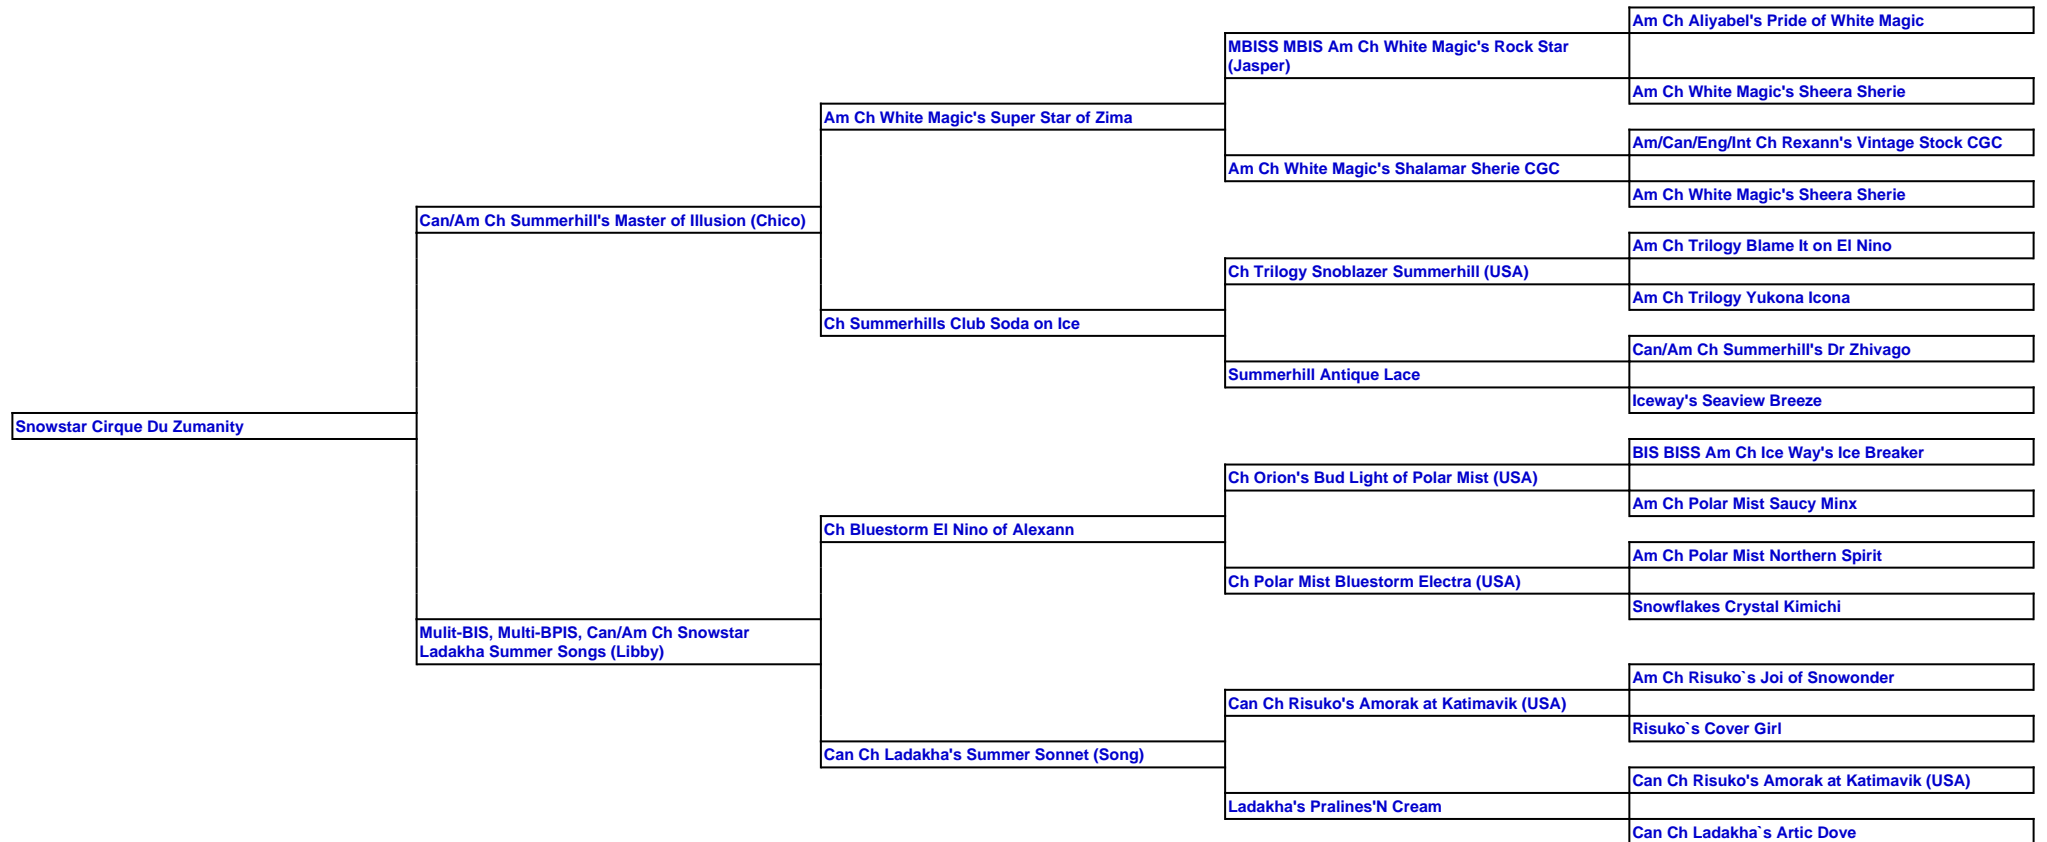 Am Ch Aliyabel's Pride of White Magic
MBISS MBIS Am Ch White Magic's Rock Star
(Jasper)
Am Ch White Magic's Sheera Sherie
Am Ch White Magic's Super Star of Zima
Am/Can/Eng/Int Ch Rexann's Vintage Stock CGC
Am Ch White Magic's Shalamar Sherie CGC
Am Ch White Magic's Sheera Sherie
Can/Am Ch Summerhill's Master of Illusion (Chico)
Am Ch Trilogy Blame It on El Nino
Ch Trilogy Snoblazer Summerhill (USA)
Am Ch Trilogy Yukona Icona
Ch Summerhills Club Soda on Ice
Can/Am Ch Summerhill's Dr Zhivago
Summerhill Antique Lace
Iceway's Seaview Breeze
Snowstar Cirque Du Zumanity
BIS BISS Am Ch Ice Way's Ice Breaker
Ch Orion's Bud Light of Polar Mist (USA)
Am Ch Polar Mist Saucy Minx
Ch Bluestorm El Nino of Alexann
Am Ch Polar Mist Northern Spirit
Ch Polar Mist Bluestorm Electra (USA)
Snowflakes Crystal Kimichi
Mulit-BIS, Multi-BPIS, Can/Am Ch Snowstar
Ladakha Summer Songs (Libby)
Am Ch Risuko`s Joi of Snowonder
Can Ch Risuko's Amorak at Katimavik (USA)
Risuko`s Cover Girl
Can Ch Ladakha's Summer Sonnet (Song)
Can Ch Risuko's Amorak at Katimavik (USA)
Ladakha's Pralines'N Cream
Can Ch Ladakha`s Artic Dove